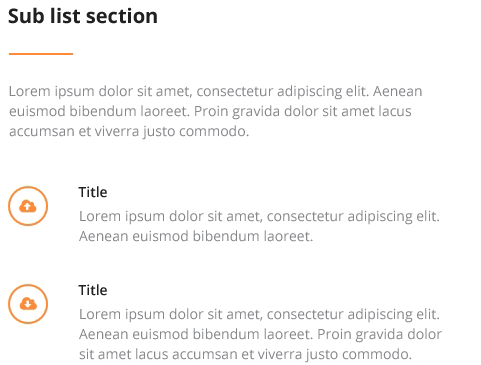 Sub list section
Lorem ipsum dolor sit amet, consectetur adipiscing elit. Aenean
euismod bibendum laoreet. Proin gravida dolor sit amet lacus
accumsan et viverra justo commodo.
Title
Lorem ipsum dolor sit amet, consectetur adipiscing elit.
Aenean euismod bibendum laoreet.
Title
Lorem ipsum dolor sit amet, consectetur adipiscing elit.
Aenean euismod bibendum laoreet. Proin gravida dolor
sit amet lacus accumsan et viverra justo commodo.